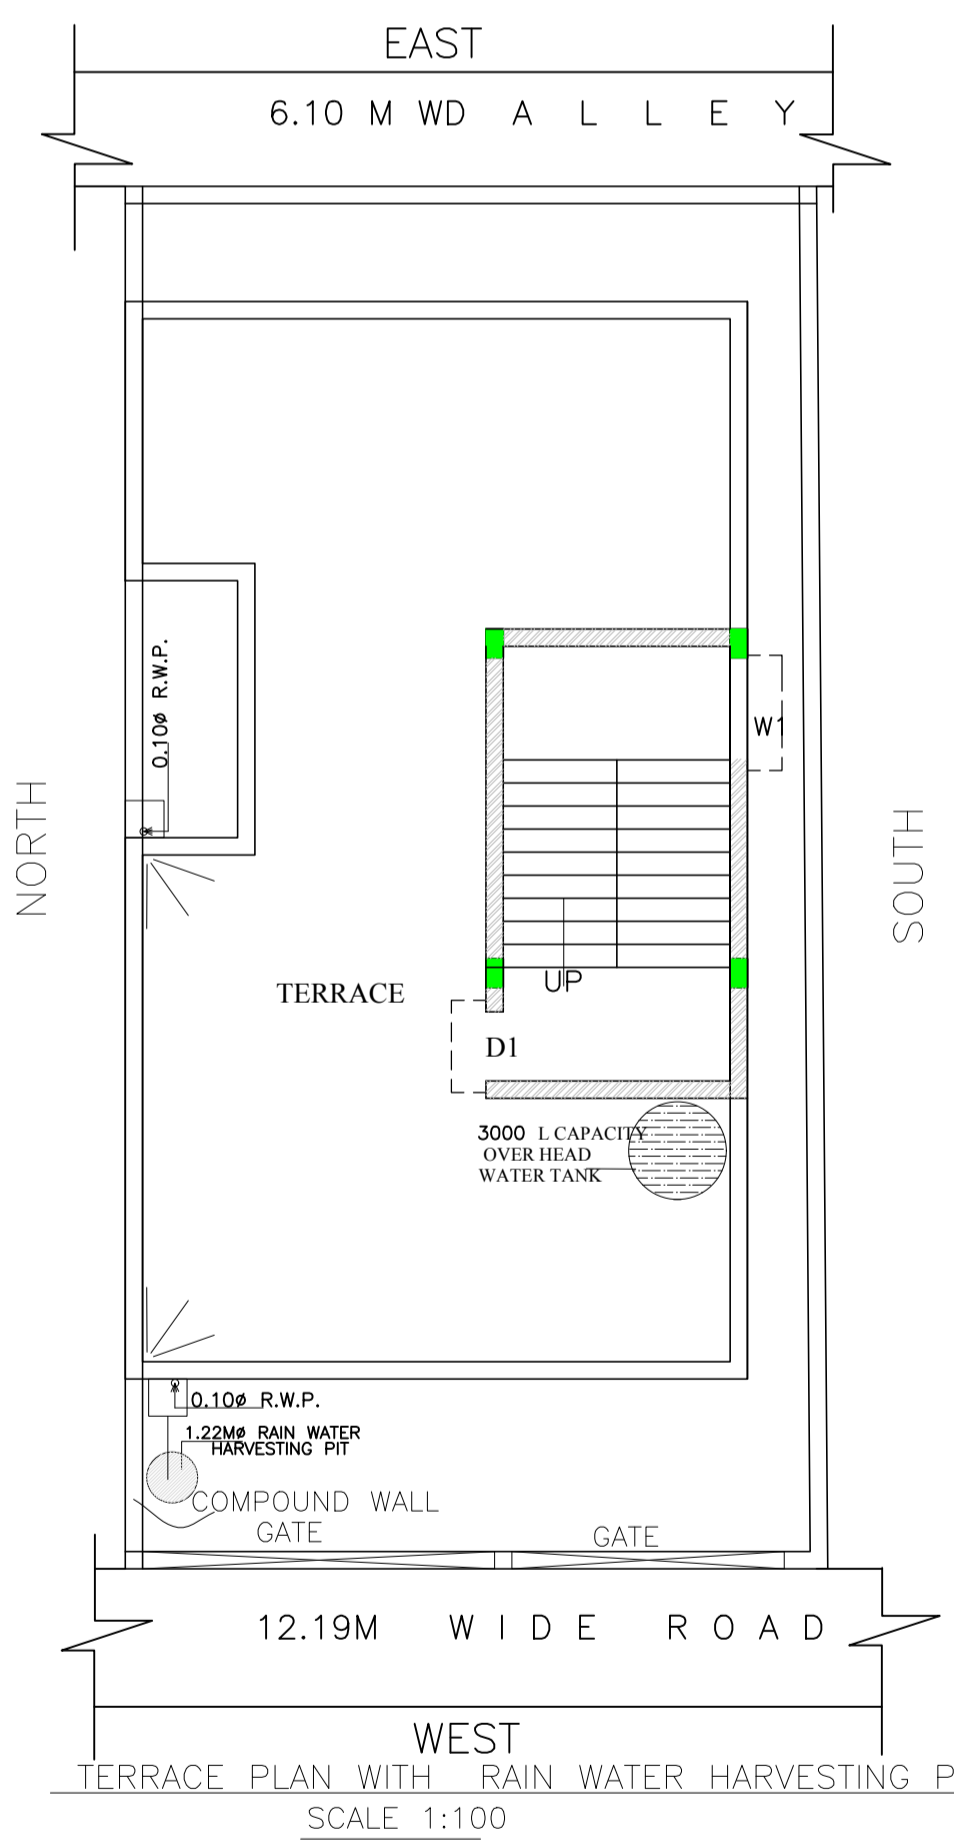 EAST
6.10 M WD A L L E Y
0.10ø R.W.P.
W1
NORTH
SOUTH
UP
TERRACE
D1
3000 L CAPACITY
OVER HEAD
WATER TANK
0.10ø R.W.P.
1.22Mø RAIN WATER
HARVESTING PIT
COMPOUND WALL
GATE
GATE
12.19M W I D E R O A D
WEST
TERRACE PLAN WITH RAIN WATER HARVESTING P
SCALE 1:100